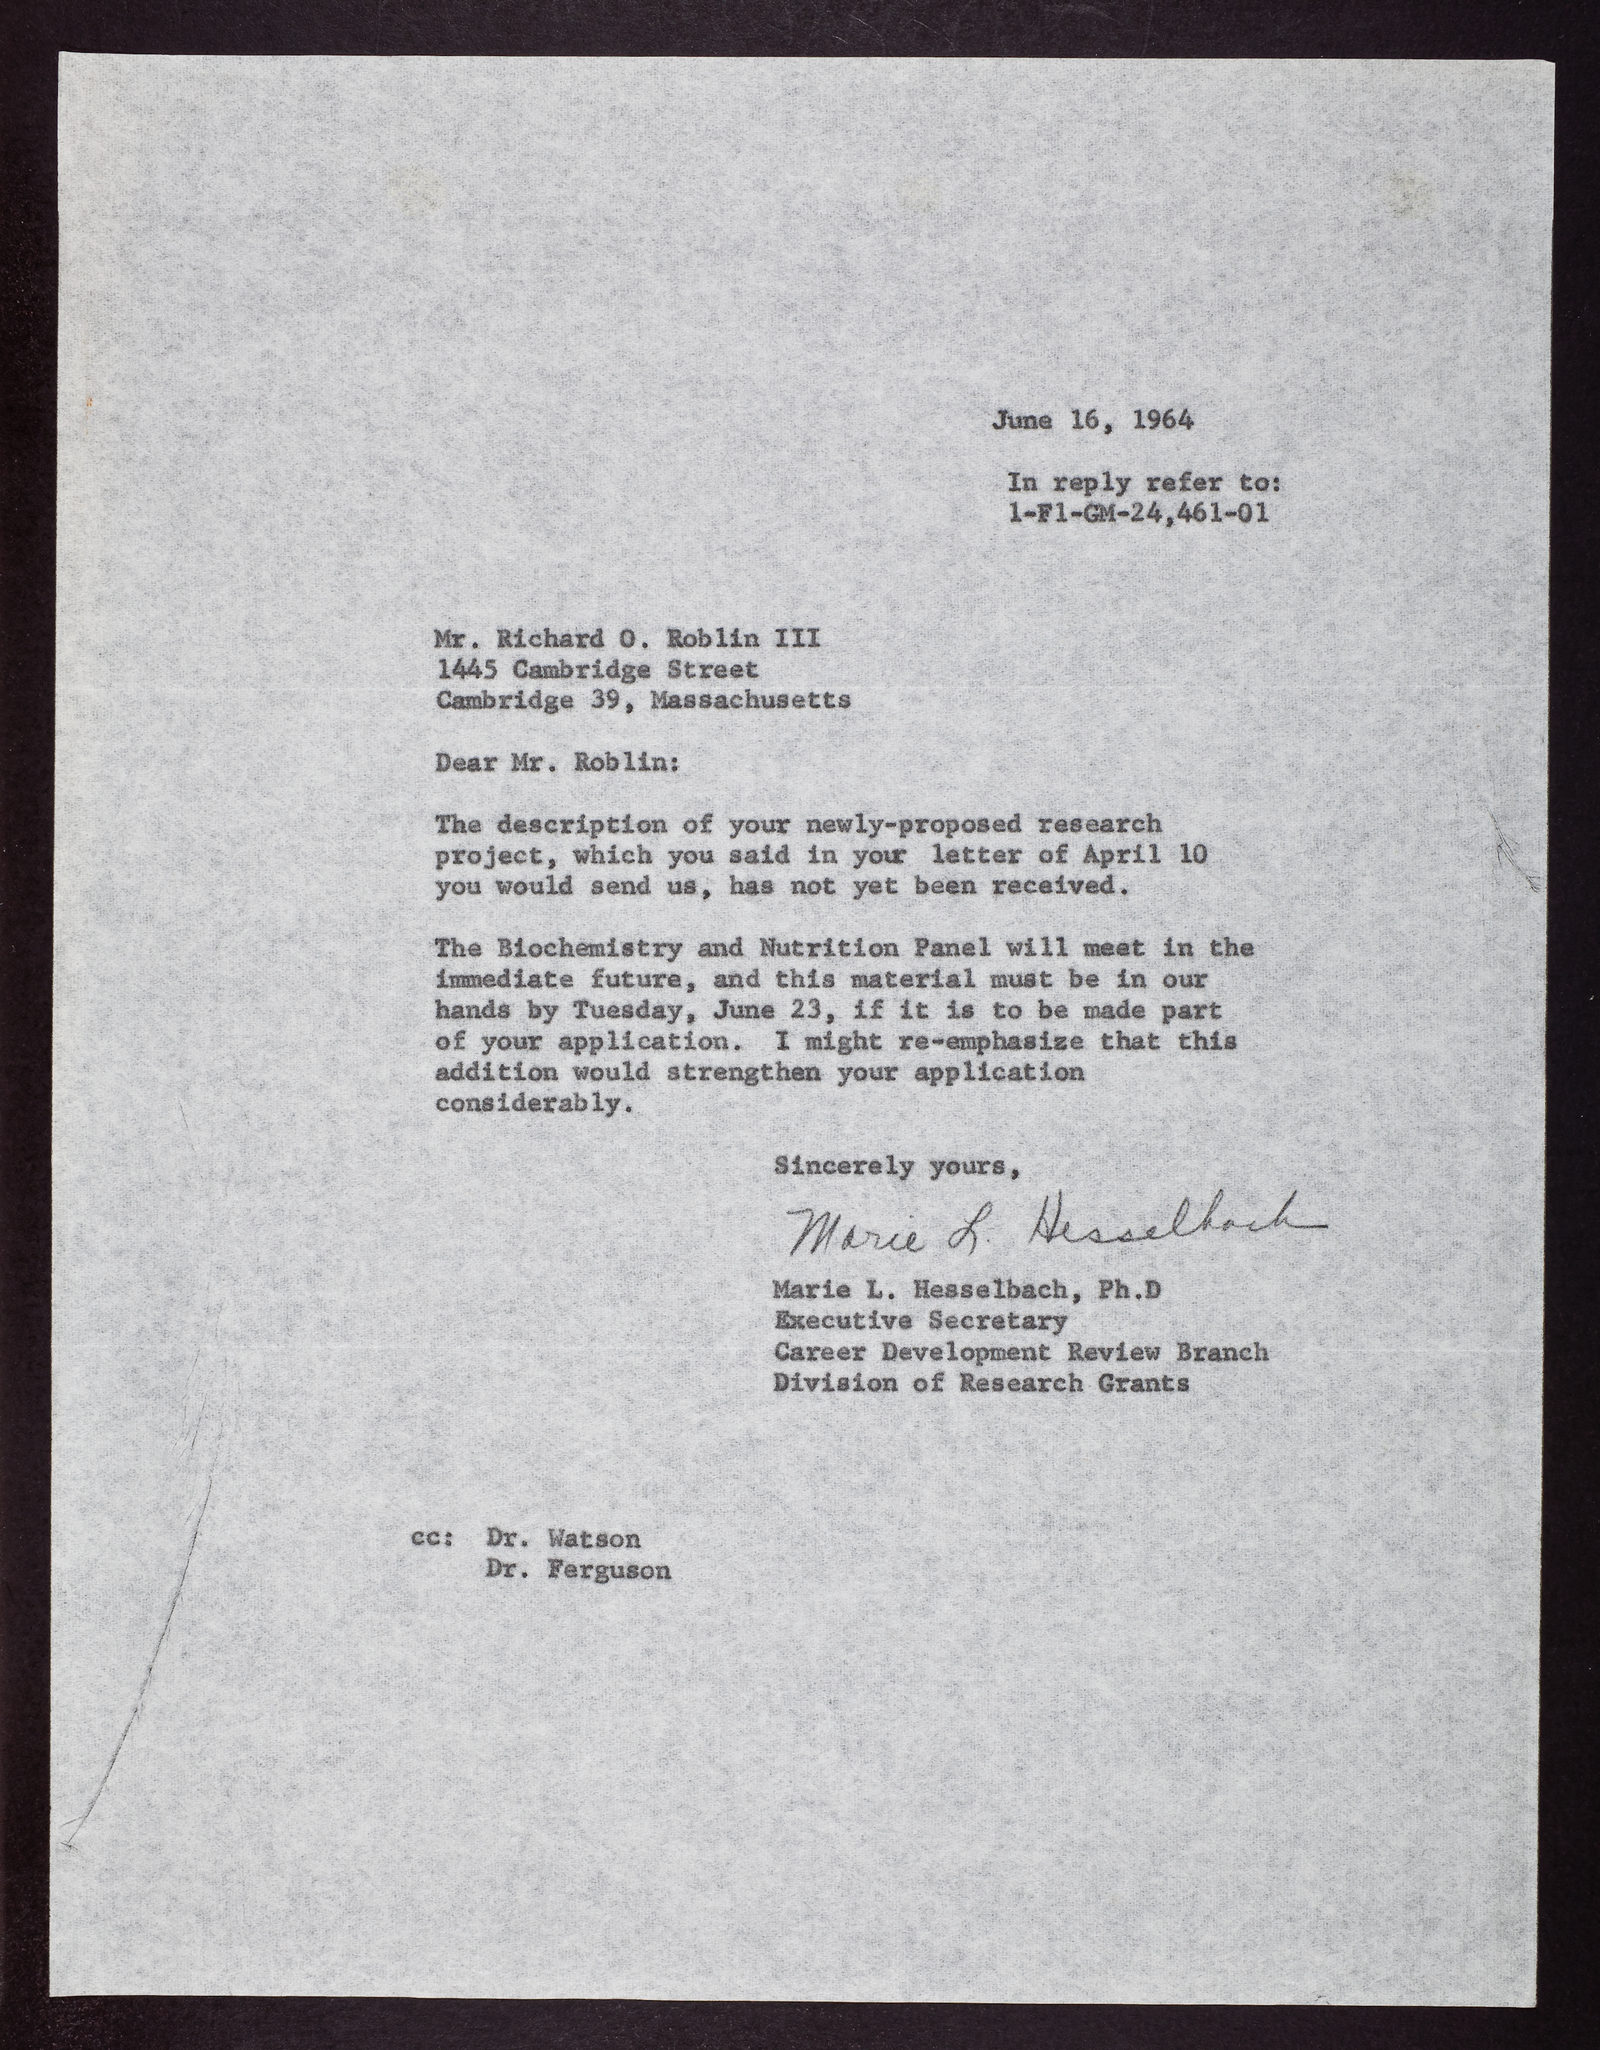 June 16, 1964
In reply refer to:
1-F1-GM-24,461-01
Mr. Richard O. Roblin III
1445 Cambridge Street
Cambridge 39, Massachusetts
Dear Mr. Roblin:
The description of your newly-proposed research
project, which you said in your letter of April 10
you would send us, has not yet been received.
The Biochemistry and Nutrition Panel will meet in the
immediate future, and this material must be in our
hands by Tuesday, June 23, if it is to be made part
of your application. I might re-emphasize that this
addition would strengthen your application
considerably.
Sincerely yours,
Marie L. Hesselbach
Marie L. Hesselbach, Ph.D
Executive Secretary
Career Development Review Branch
Division of Research Grants
cc: Dr. Watson
Dr. Ferguson